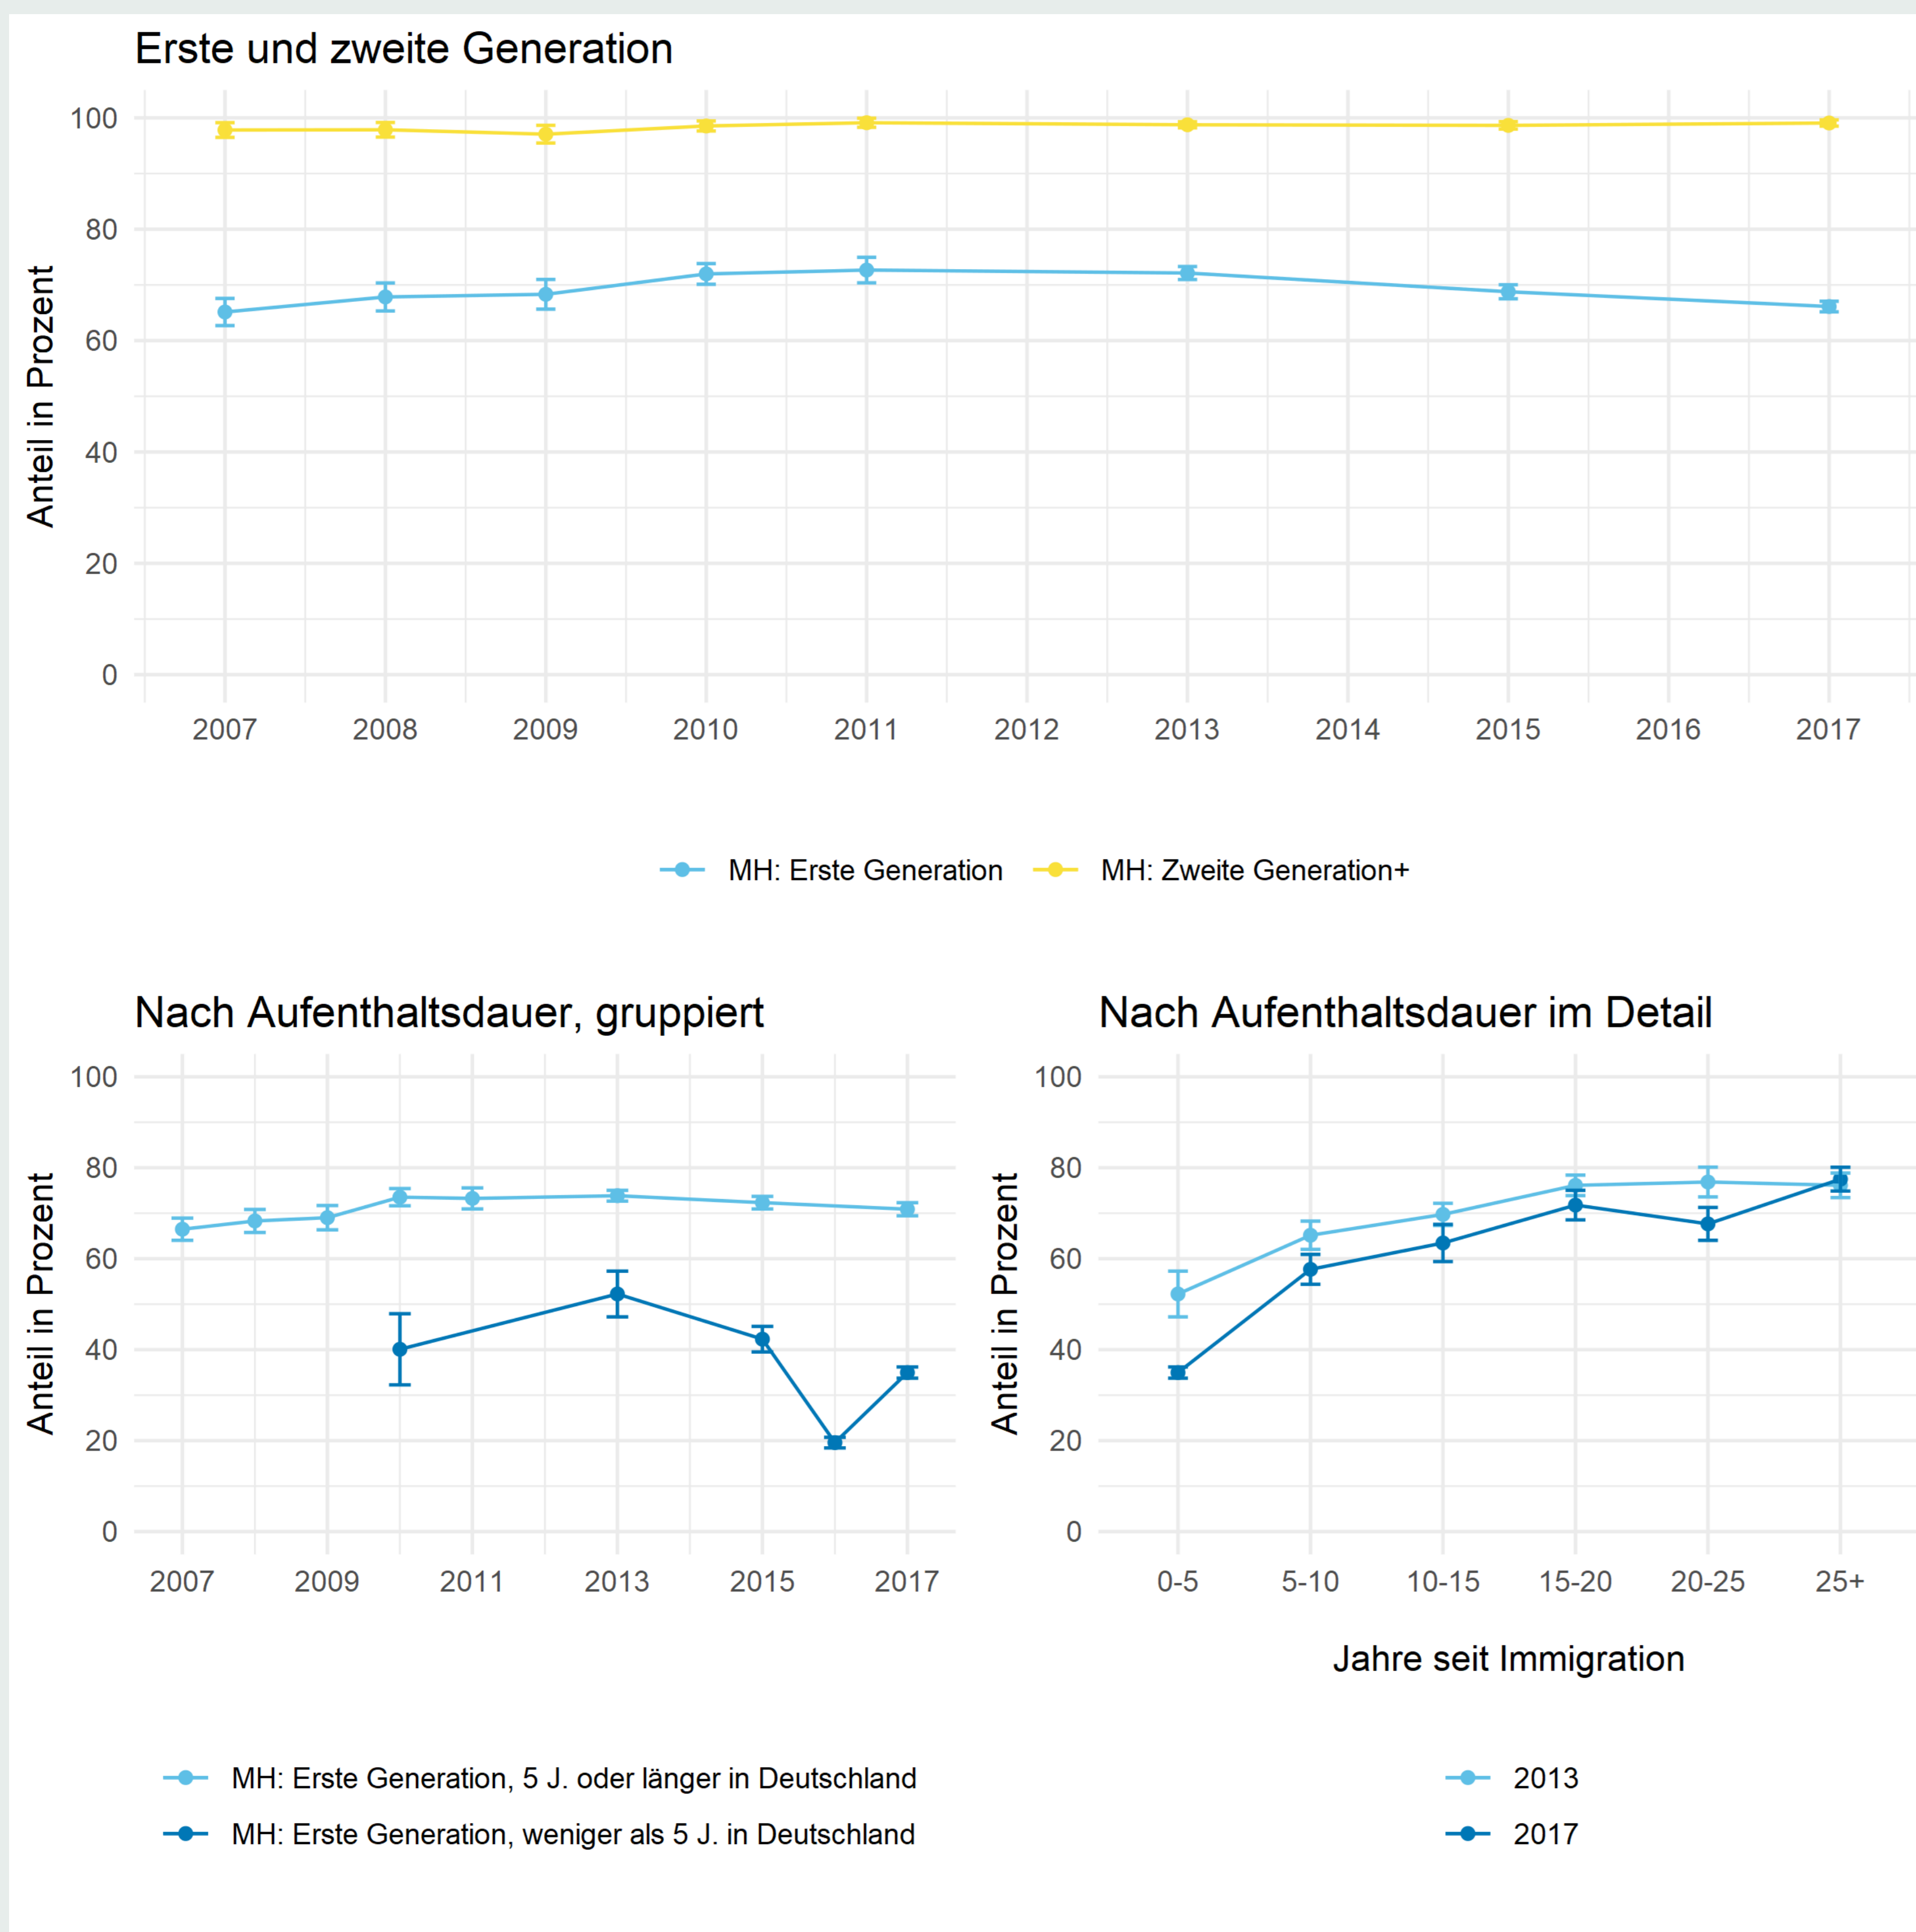 Erste und zweite Generation
Anteil in Prozent
100
80
60
40
20
0
2007 2008 2009 2010 2011 2012 2013 2014 2015 2016 2017
MH: Erste Generation MH: Zweite Generation+
Nach Aufenthaltsdauer, gruppiert
Anteil in Prozent
100
80
60
40
20
0
2007 2009 2011 2013 2015 2017
MH: Erste Generation, 5 J. oder länger in Deutschland
MH: Erste Generation, weniger als 5 J. in Deutschland
Nach Aufenthaltsdauer im Detail
Anteil in Prozent
100
80
60
40
20
0
0-5 5-10 10-15 15-20 20-25 25+
Jahre seit Immigration
2013
2017